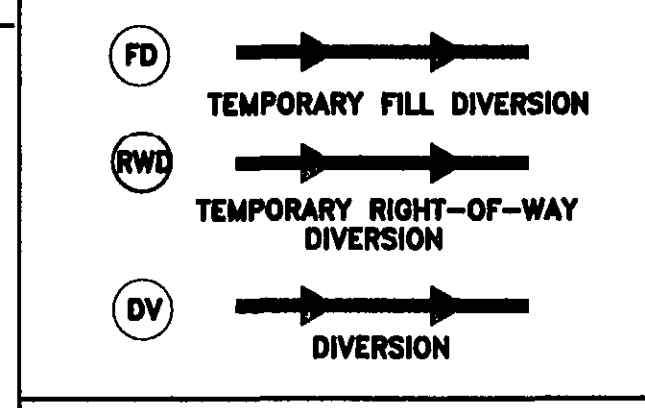 FD
TEMPORARY FILL DIVERSION
RWD
TEMPORARY RIGHT-OF-WAY
DIVERSION
DV
DIVERSION